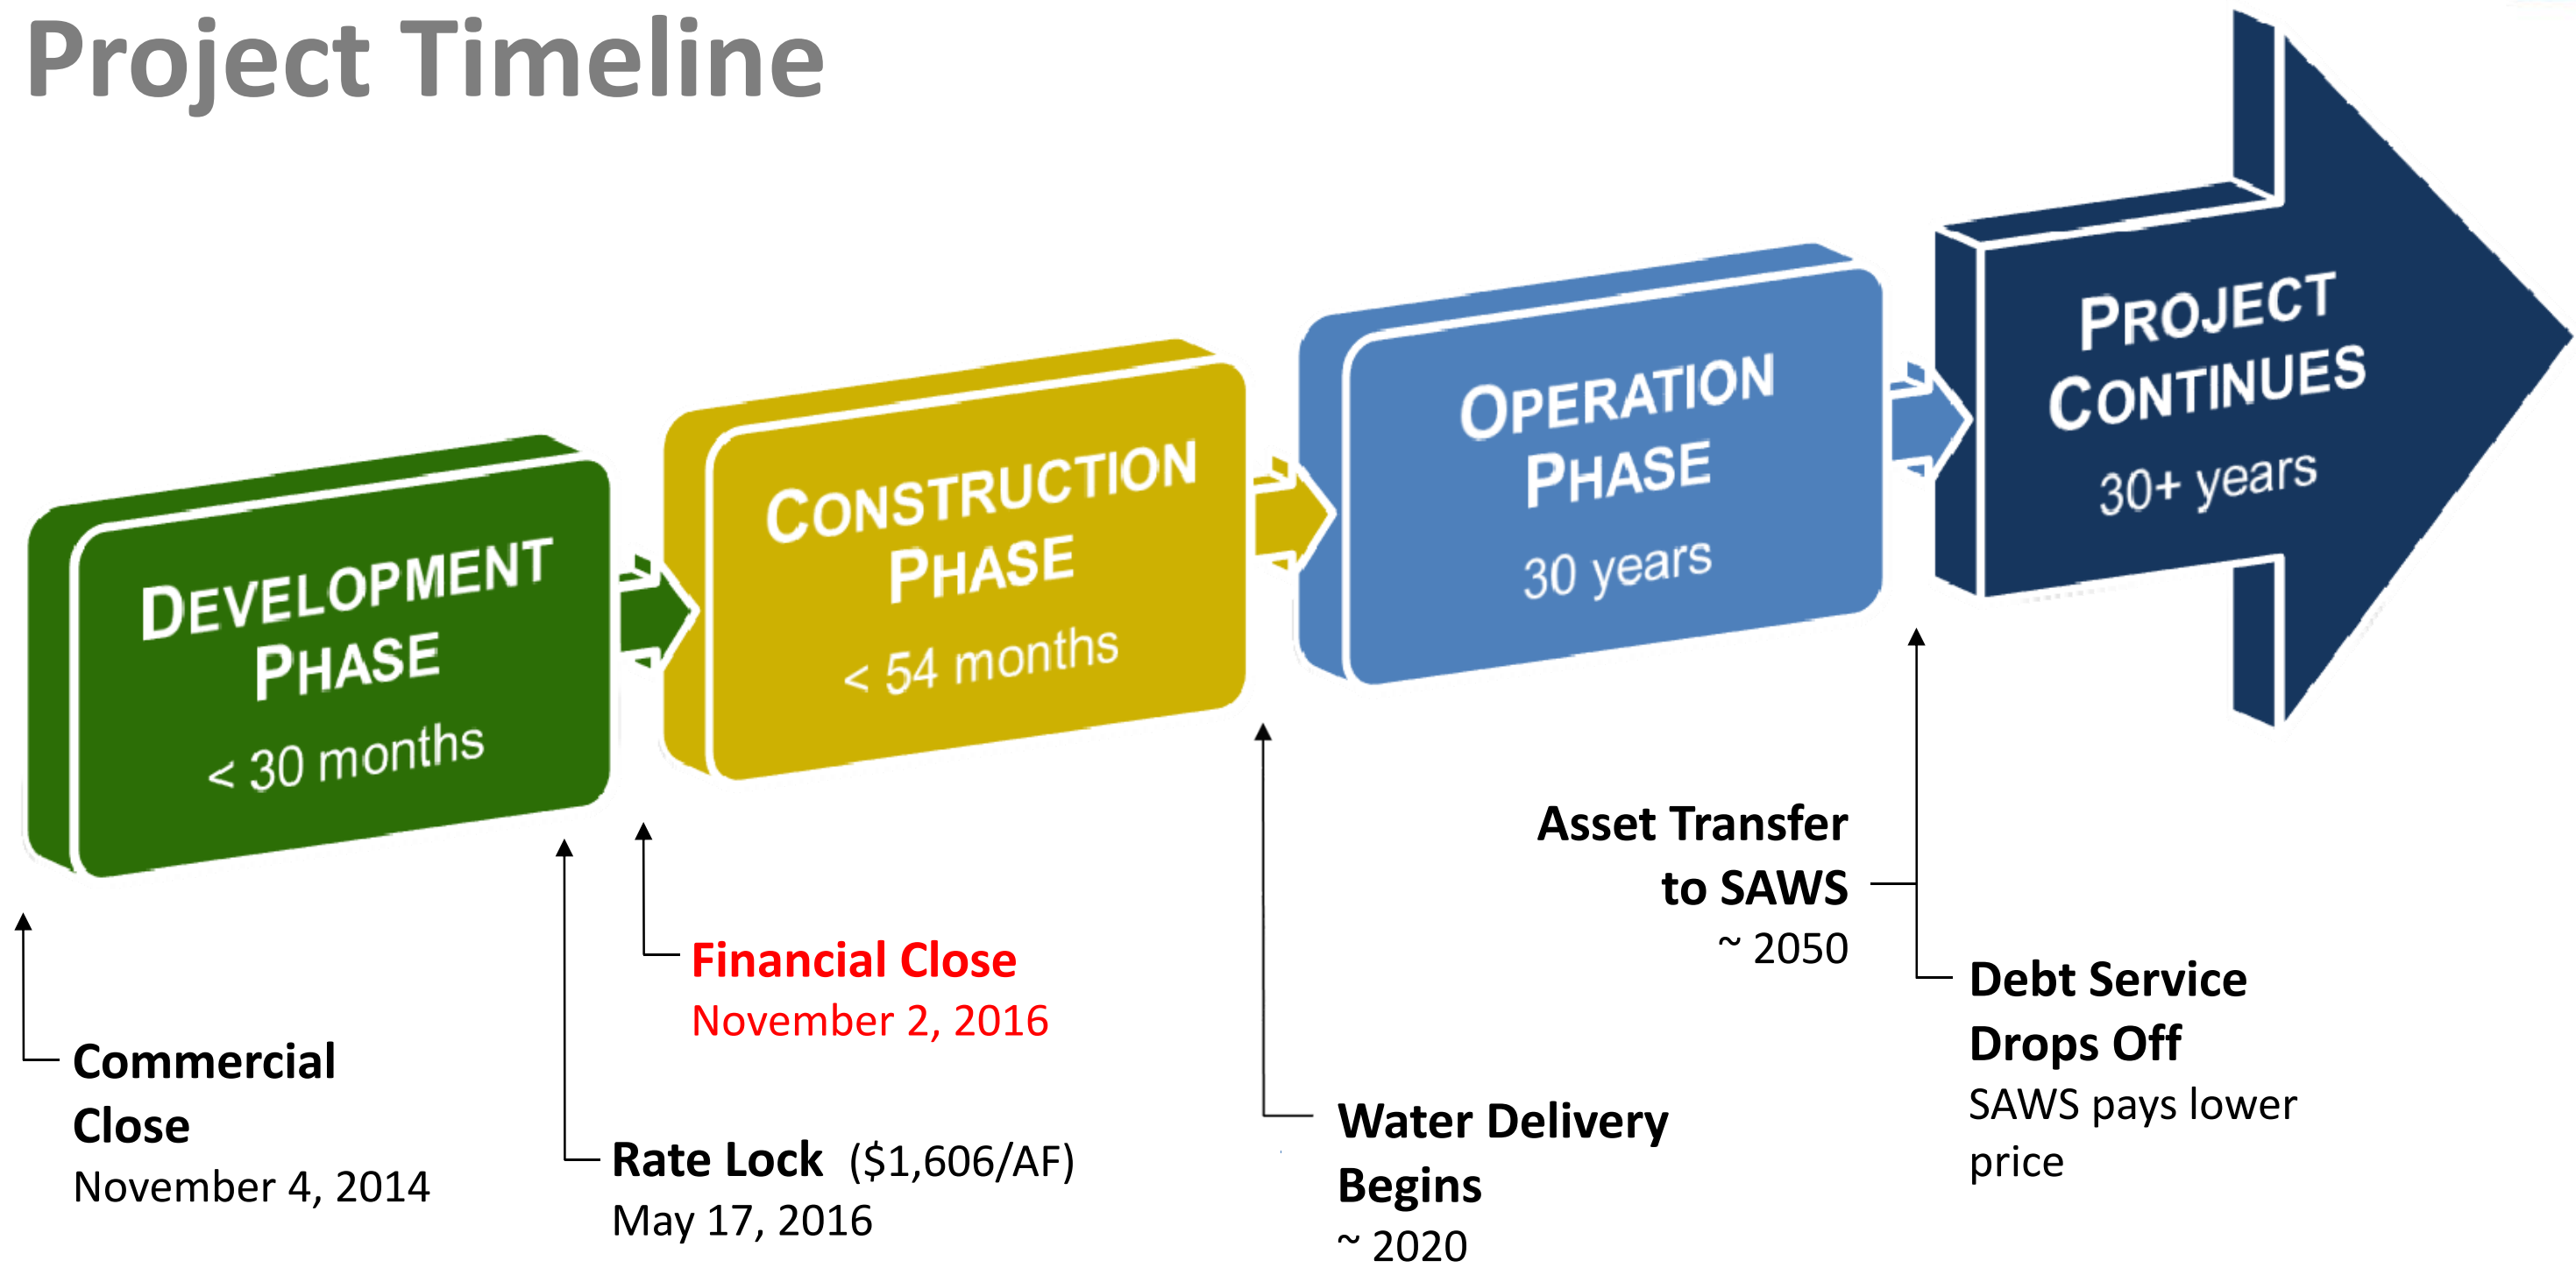 Project Timeline
DEVELOPMENT
PHASE
< 30 months
CONSTRUCTION
PHASE
< 54 months
OPERATION
PHASE
30 years
PROJECT
CONTINUES
30+ years
Commercial
Close
November 4, 2014
Rate Lock ($1,606/AF)
May 17, 2016
Financial Close
November 2, 2016
Water Delivery
Begins
~ 2020
Asset Transfer
to SAWS
~ 2050
Debt Service
Drops Off
SAWS pays lower
price